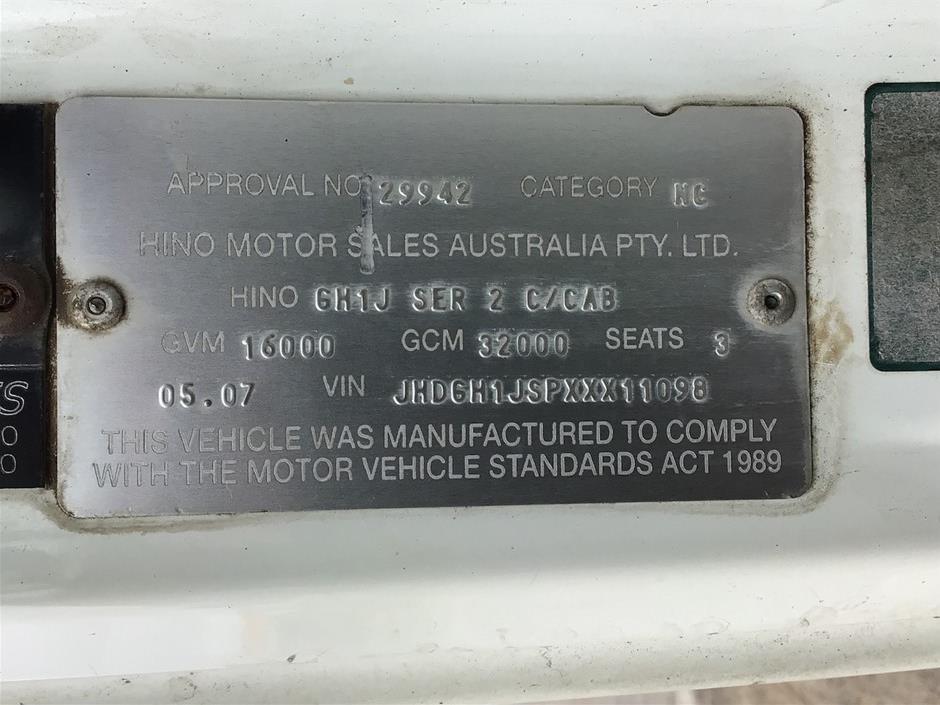 APPROVAL NO 29942 CATEGORY NC
HINO MOTOR SALES AUSTRALIA PTY. LTD.
HINO GH1J SER 2 C/CAB
GVM 16000 GCM 32000 SEATS 3
05.07 VIN JHDGH1JSPXXX11098
THIS VEHICLE WAS MANUFACTURED TO COMPLY
WITH THE MOTOR VEHICLE STANDARDS ACT 1989